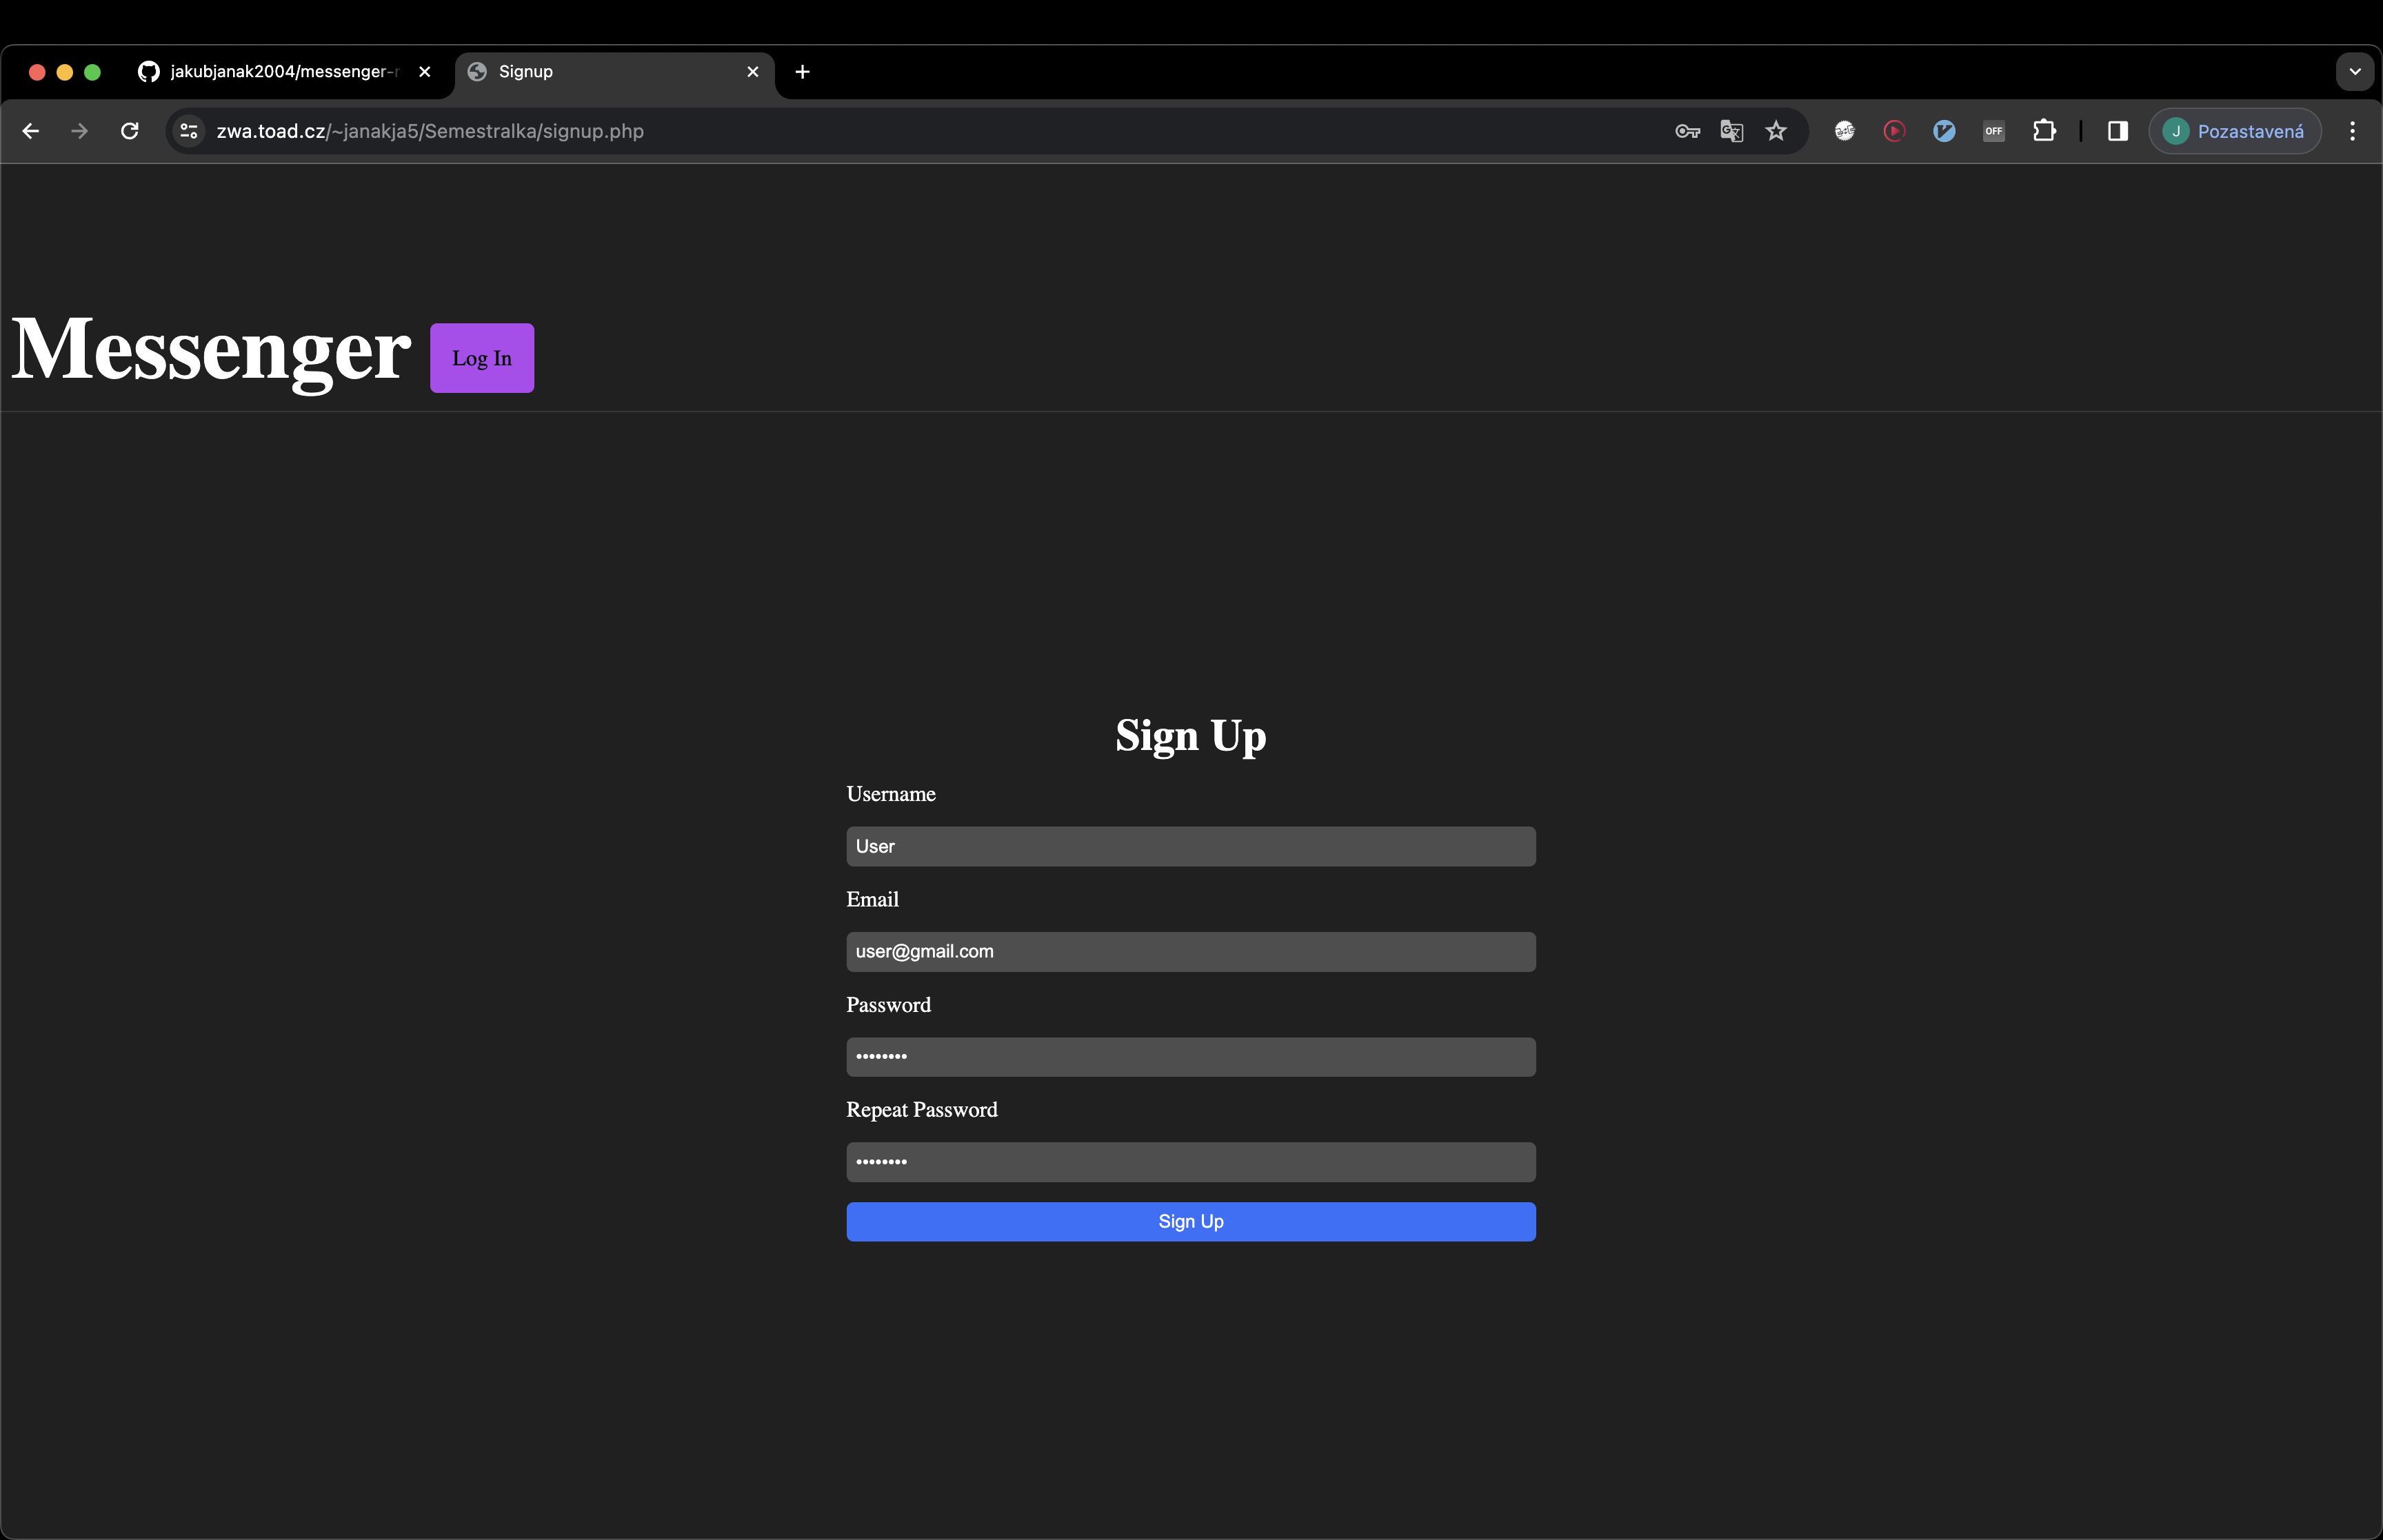 jakubjanak2004/messenger-
Signup
zwa.toad.cz/~janakja5/Semestralka/signup.php
OFF
J
Pozastavená
Messenger
Log In
Sign Up
Username
User
Email
user@gmail.com
Password
••••••••
Repeat Password
••••••••
Sign Up